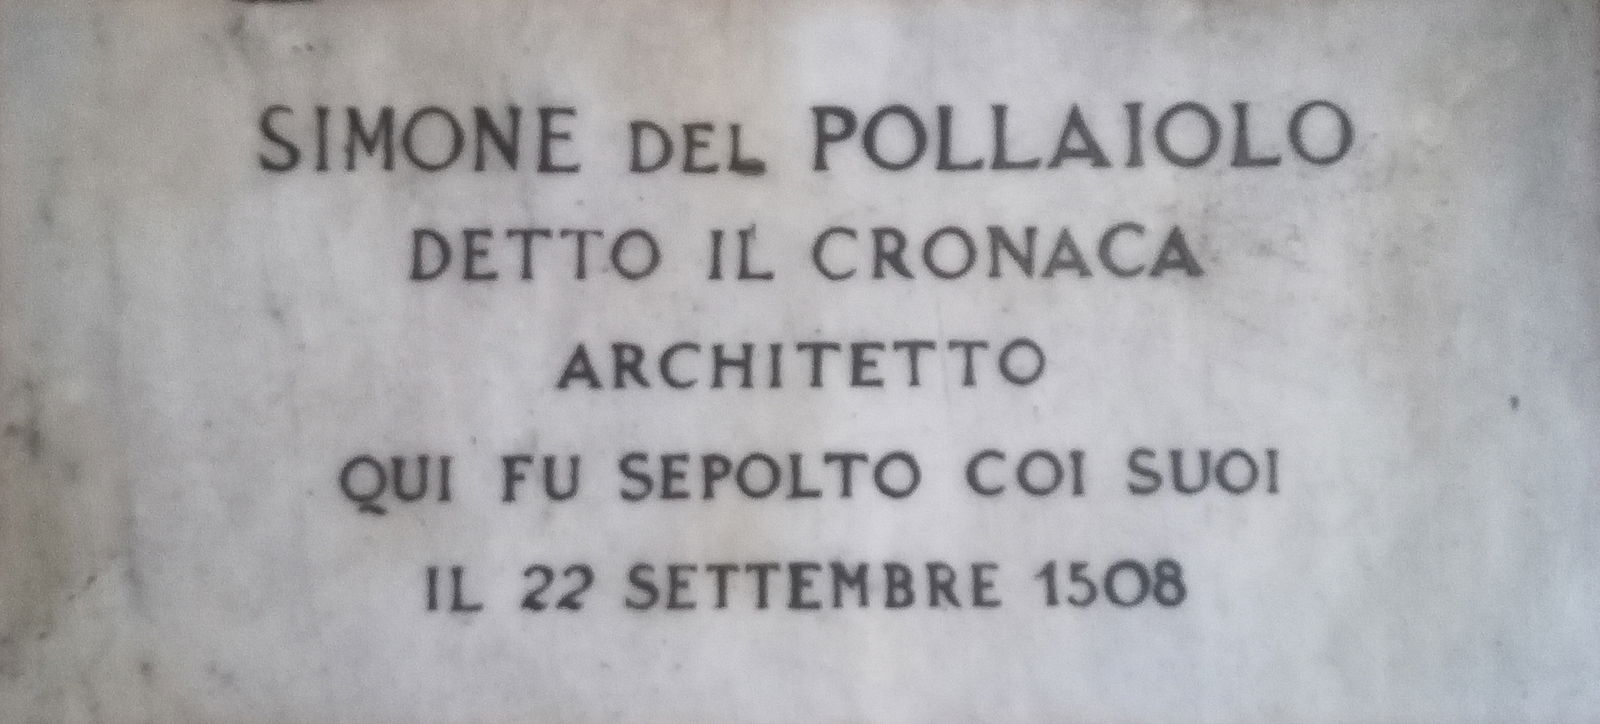 SIMONE DEL POLLAIOLO
DETTO IL CRONACA
ARCHITETTO
QUI FU SEPOLTO COI SUOI
IL 22 SETTEMBRE 1508